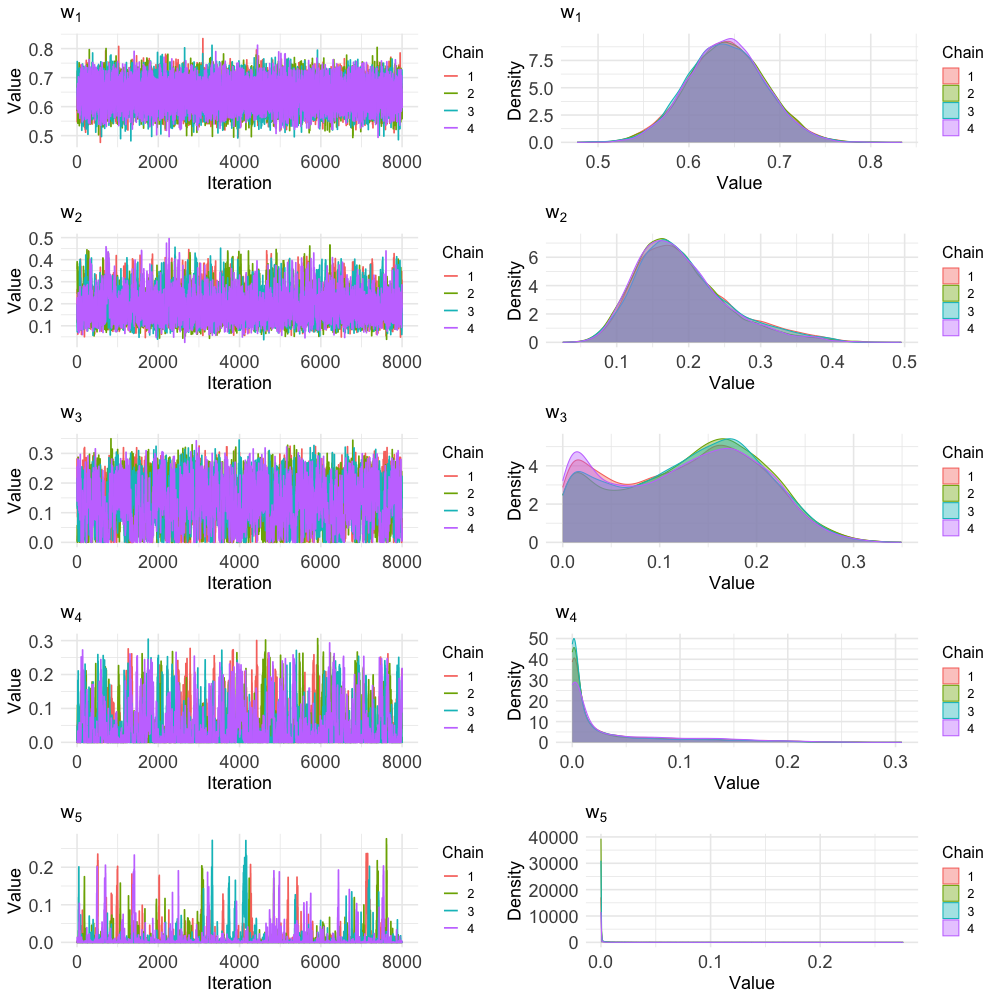 w1
Value
0.8
0.7
0.6
0.5
0 2000 4000 6000 8000
Iteration
Chain
1
2
3
4
w1
Density
7.5
5.0
2.5
0.0
0.5 0.6 0.7 0.8
Value
Chain
1
2
3
4
w2
Value
0.5
0.4
0.3
0.2
0.1
0 2000 4000 6000 8000
Iteration
Chain
1
2
3
4
w2
Density
6
4
2
0
0.1 0.2 0.3 0.4 0.5
Value
Chain
1
2
3
4
w3
Value
0.3
0.2
0.1
0.0
0 2000 4000 6000 8000
Iteration
Chain
1
2
3
4
w3
Density
4
2
0
0.0 0.1 0.2 0.3
Value
Chain
1
2
3
4
w4
Value
0.3
0.2
0.1
0.0
0 2000 4000 6000 8000
Iteration
Chain
1
2
3
4
w4
Density
50
40
30
20
10
0
0.0 0.1 0.2 0.3
Value
Chain
1
2
3
4
w5
Value
0.2
0.1
0.0
0 2000 4000 6000 8000
Iteration
Chain
1
2
3
4
w5
Density
40000
30000
20000
10000
0
0.0 0.1 0.2
Value
Chain
1
2
3
4